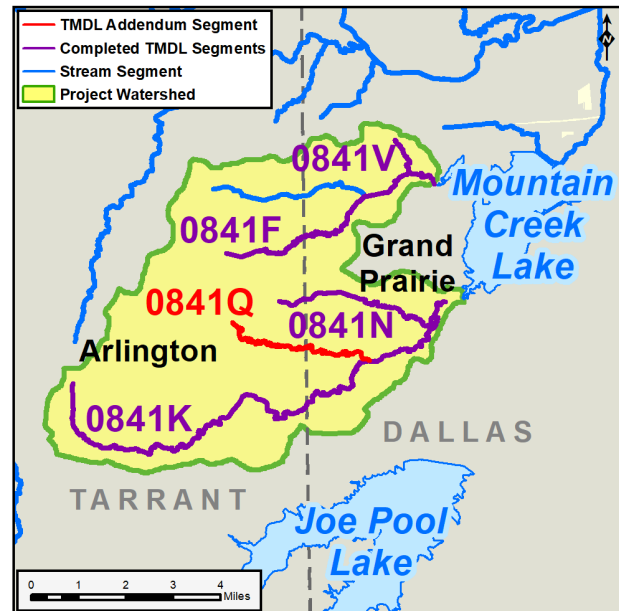 TMDL Addendum Segment
Completed TMDL Segments
Stream Segment
Project Watershed
N
0841V
Mountain
Creek
Lake
0841F
Grand
Prairie
0841Q
0841N
Arlington
0841K
DALLAS
TARRANT
Joe Pool
Lake
0 1 2 3 4
Miles